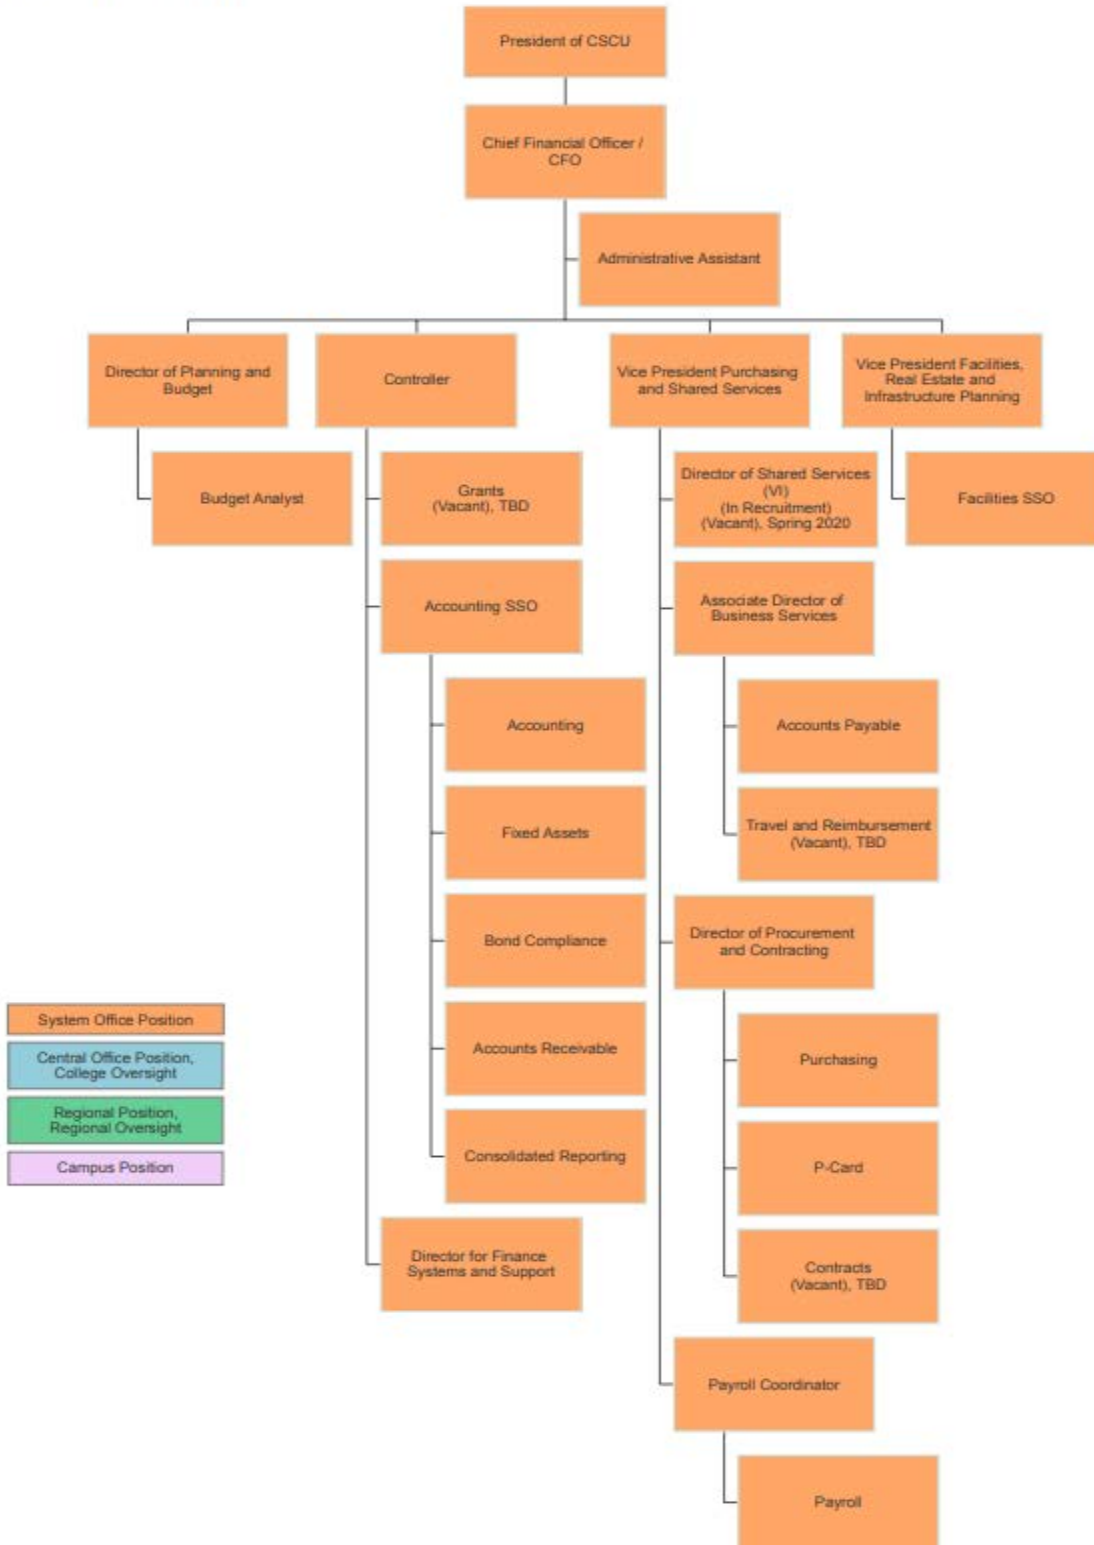 President of CSCU
Chief Financial Officer /
CFO
Administrative Assistant
Director of Planning and
Budget
Budget Analyst
Controller
Grants
(Vacant), TBD
Accounting SSO
Accounting
Fixed Assets
Bond Compliance
Accounts Receivable
Consolidated Reporting
Director for Finance
Systems and Support
Vice President Purchasing
and Shared Services
Director of Shared Services
(VI)
(In Recruitment)
(Vacant), Spring 2020
Associate Director of
Business Services
Accounts Payable
Travel and Reimbursement
(Vacant), TBD
Director of Procurement
and Contracting
Purchasing
P-Card
Contracts
(Vacant), TBD
Payroll Coordinator
Payroll
Vice President Facilities,
Real Estate and
Infrastructure Planning
Facilities SSO
System Office Position
Central Office Position,
College Oversight
Regional Position,
Regional Oversight
Campus Position